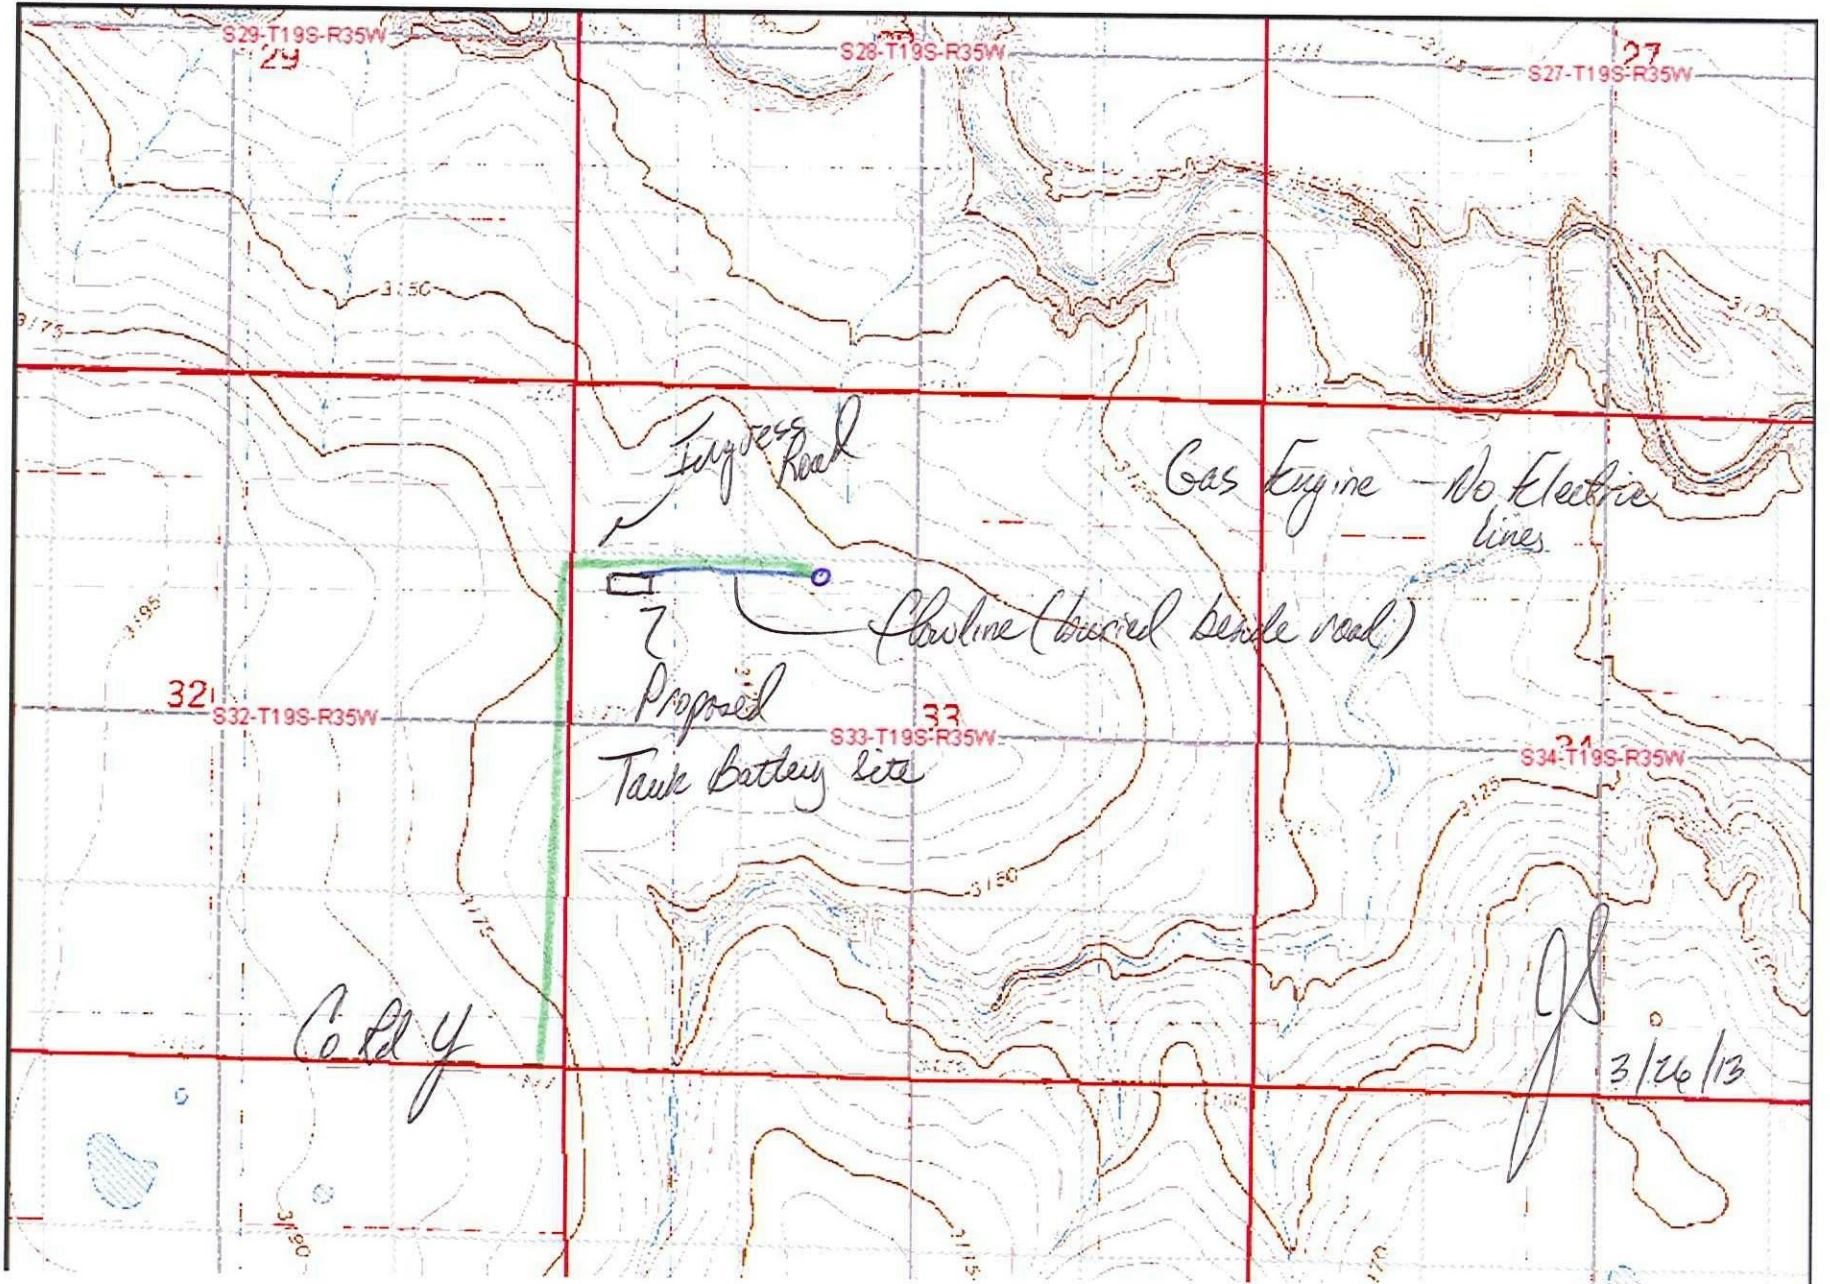 S29-T19S-R35W
29
S28-T19S-R35W
27
S27-T19S-R35W
3150
3175
Ingress
Road
Gas Engine - No Electric
lines
flowline (buried beside road)
3195
Proposed
Tank Battery Site
32
S32-T19S-R35W
33
S33-T19S-R35W
S34-T19S-R35W
3125
3150
3175
Co Rd Y
JS
3/26/13
3190